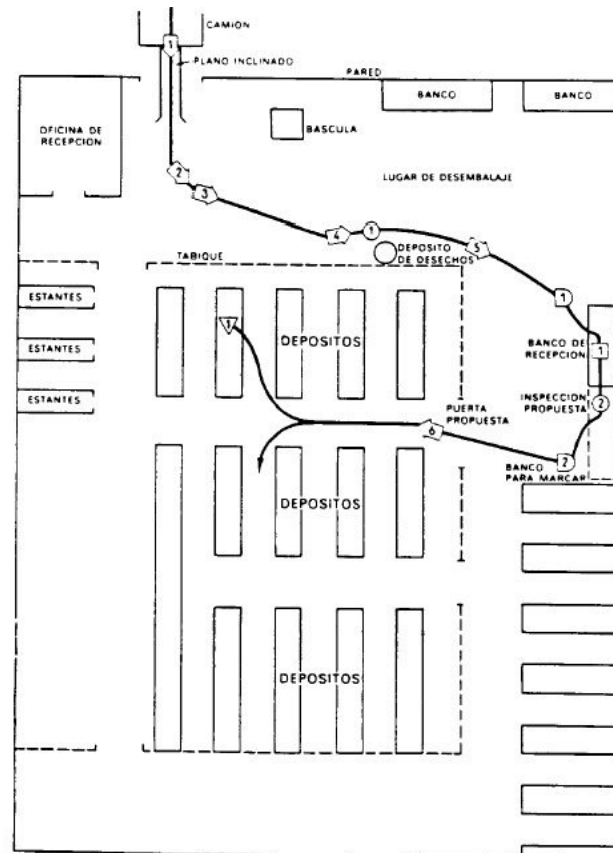 CAMION
1
PLANO INCLINADO
PARED
BANCO
BANCO
OFICINA DE
RECEPCION
BASCULA
2
3
LUGAR DE DESEMBALAJE
4
1
5
DEPOSITO
DE DESECHOS
TABIQUE
ESTANTES
ESTANTES
ESTANTES
1
DEPOSITOS
1
BANCO DE
RECEPCION
1
INSPECCION
PROPUESTA
2
PUERTA
PROPUESTA
6
2
BANCO
PARA MARCAR
DEPOSITOS
DEPOSITOS